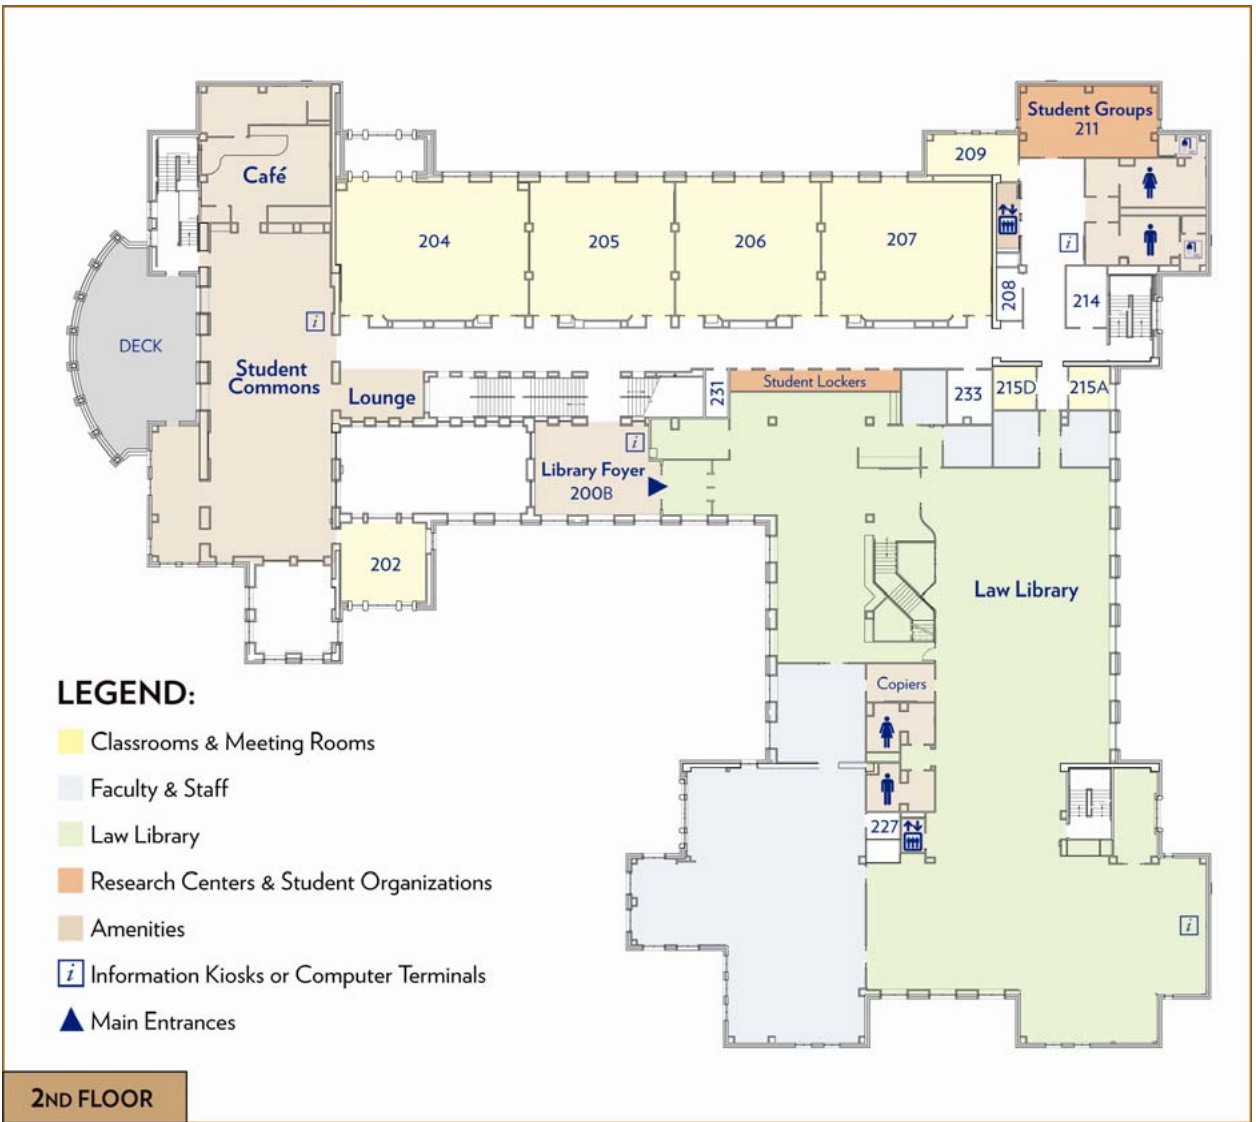 Student Groups
211
209
Café
204
205
206
207
i
208
214
i
DECK
Student
Commons
Lounge
231
Student Lockers
233
215D
215A
i
Library Foyer
200B
202
Law Library
Copiers
227
i
LEGEND:
Classrooms & Meeting Rooms
Faculty & Staff
Law Library
Research Centers & Student Organizations
Amenities
i Information Kiosks or Computer Terminals
Main Entrances
2ND FLOOR